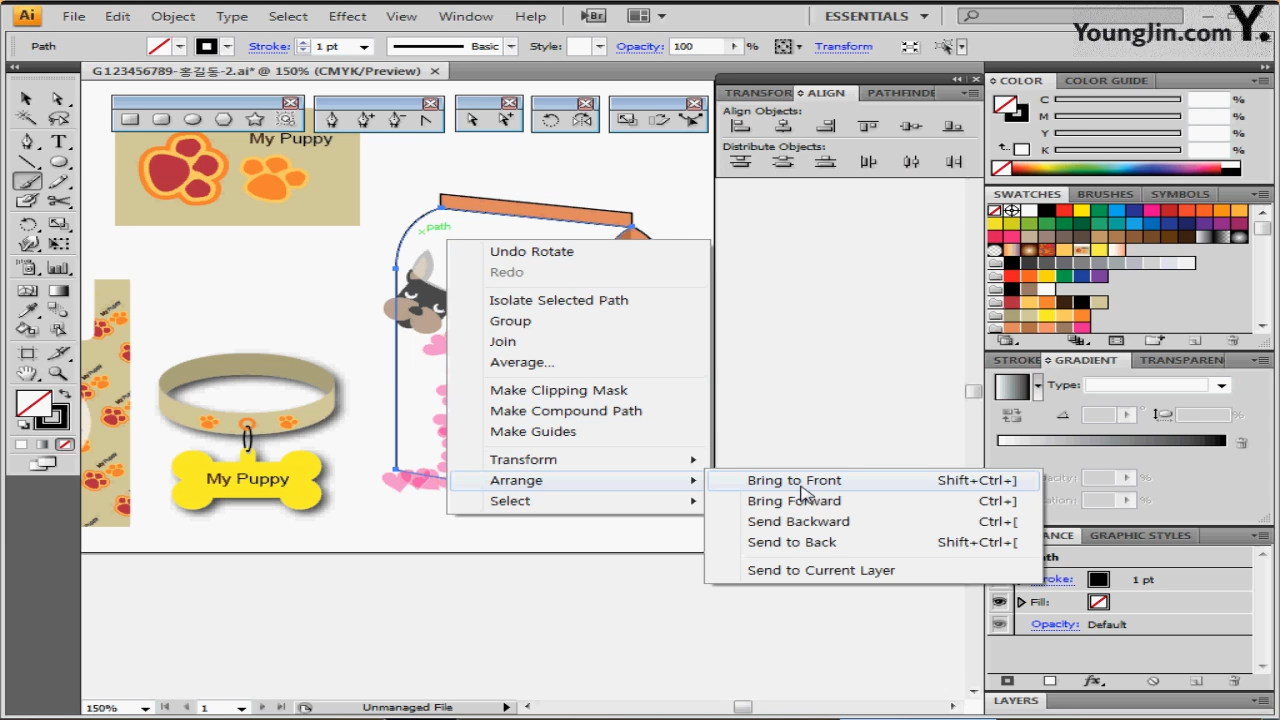 Ai File Edit Object Type Select Effect View Window Help Br ESSENTIALS
YoungJin.com Y.
Path Stroke: 1 pt Basic Style: Opacity: 100 % Transform
G123456789-홍길동-2.ai* @ 150% (CMYK/Preview)
TRANSFOR ALIGN PATHFINDE
Align Objects:
Distribute Objects:
COLOR COLOR GUIDE
C %
M %
Y %
K %
SWATCHES BRUSHES SYMBOLS
My Puppy
path
Undo Rotate
Redo
Isolate Selected Path
Group
Join
Average...
Make Clipping Mask
Make Compound Path
Make Guides
Transform
Arrange
Select
Bring to Front Shift+Ctrl+]
Bring Forward Ctrl+]
Send Backward Ctrl+[
Send to Back Shift+Ctrl+[
Send to Current Layer
My Puppy
STROKE GRADIENT TRANSPAREN
Type:
%
%
%
GRAPHIC STYLES
Stroke: 1 pt
Fill:
Opacity: Default
fx
LAYERS
150% 1 Unmanaged File